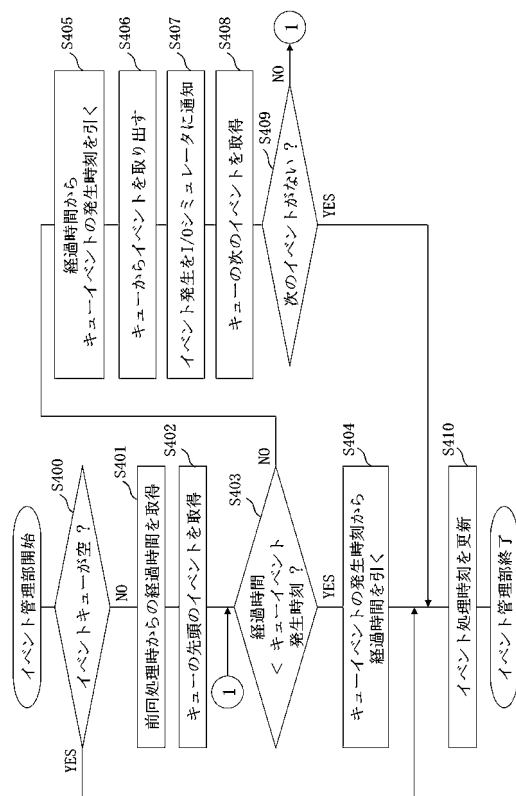 イベント管理部開始
S400
イベントキューが空?
YES
NO
S401
前回処理時からの経過時間を取得
S402
キューの先頭のイベントを取得
1
S403
経過時間
< キューイベント
発生時刻?
NO
YES
S404
キューイベントの発生時刻から
経過時間を引く
S405
経過時間から
キューイベントの発生時刻を引く
S406
キューからイベントを取り出す
S407
イベント発生をI/Oシミュレータに通知
S408
キューの次のイベントを取得
S409
次のイベントがない?
NO
1
YES
S410
イベント処理時刻を更新
イベント管理部終了